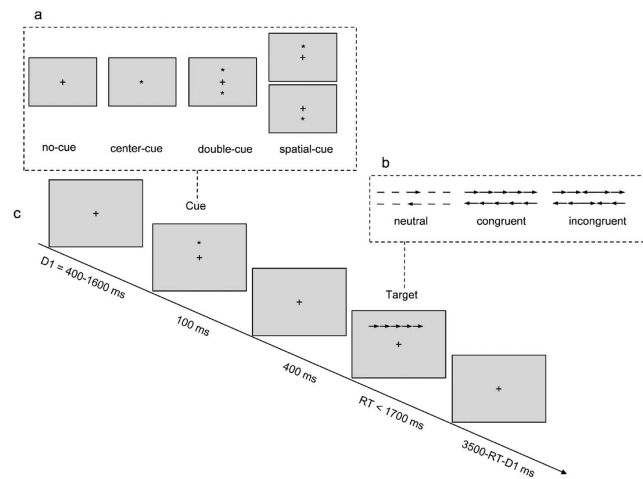 a
no-cue
center-cue
double-cue
spatial-cue
b
neutral
congruent
incongruent
c
Cue
Target
D1 = 400-1600 ms
100 ms
400 ms
RT < 1700 ms
3500-RT-D1 ms